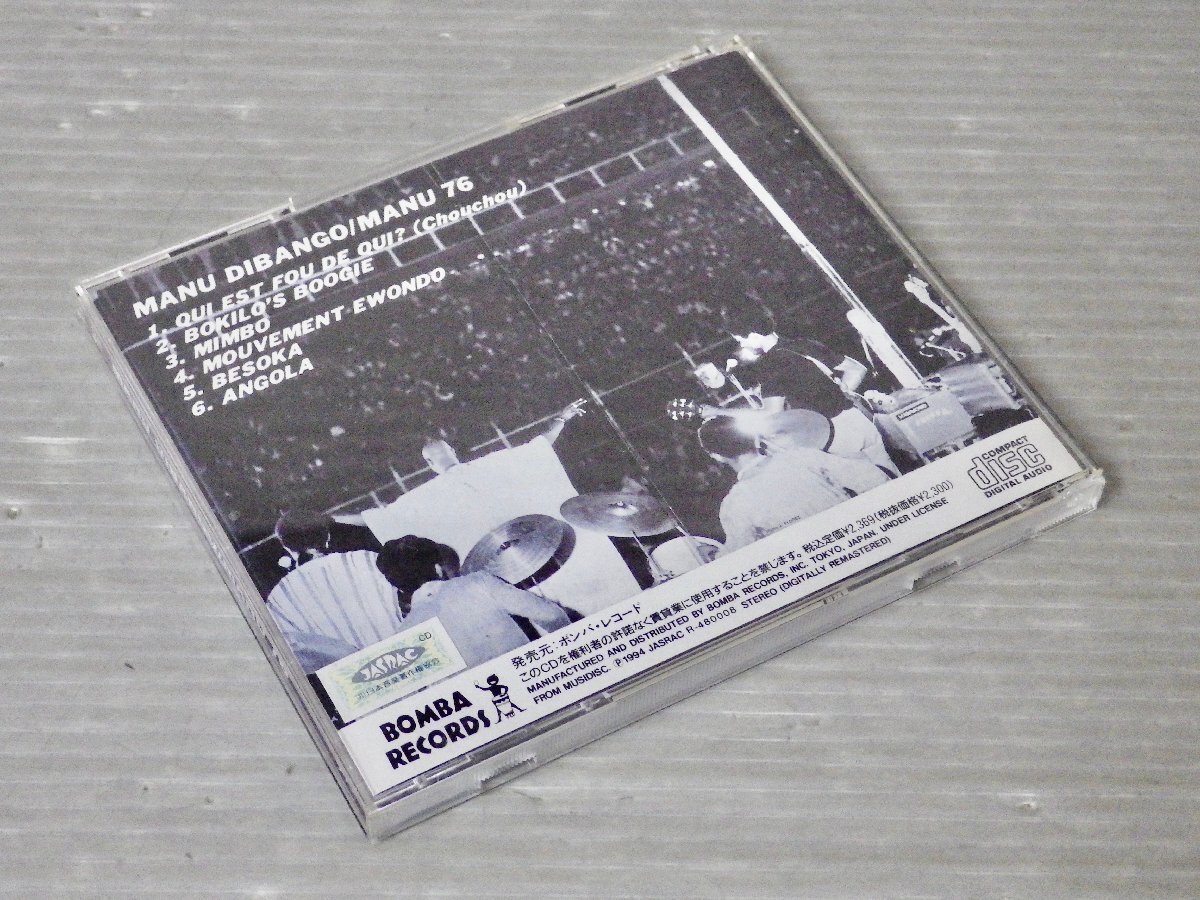 MANU DIBANGO/MANU 76
1. QUI EST FOU DE QUI? (Chouchou)
2. BOKILO'S BOOGIE
3. MIMBO
4. MOUVEMENT EWONDO
5. BESOKA
6. ANGOLA
COMPACT
disc
DIGITAL AUDIO
発売元:ボンバ・レコード
このCDを権利者の許諾なく賃貸業に使用することを禁じます。税込定価¥2,369(税抜価格¥2,300)
MANUFACTURED AND DISTRIBUTED BY BOMBA RECORDS, INC. TOKYO, JAPAN. UNDER LICENSE
FROM MUSIDISC. ℗1994 JASRAC R-460008 STEREO (DIGITALLY REMASTERED)
CD
JASRAC
BOMBA
RECORDS